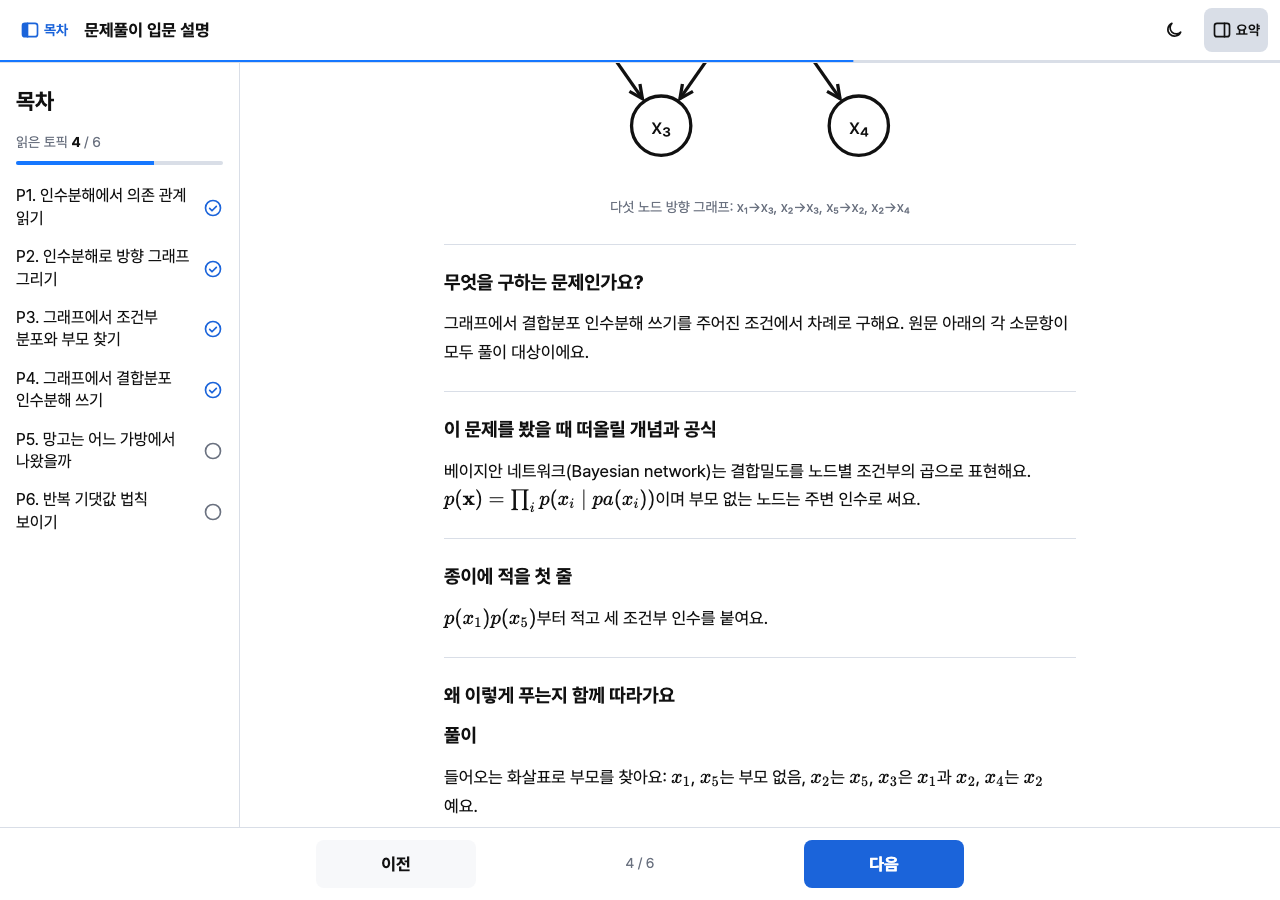 목차 문제풀이 입문 설명 요약
목차
읽은 토픽 4 / 6
P1. 인수분해에서 의존 관계
읽기
P2. 인수분해로 방향 그래프
그리기
P3. 그래프에서 조건부
분포와 부모 찾기
P4. 그래프에서 결합분포
인수분해 쓰기
P5. 망고는 어느 가방에서
나왔을까
P6. 반복 기댓값 법칙
보이기
x₃ x₄
다섯 노드 방향 그래프: x₁→x₃, x₂→x₃, x₅→x₂, x₂→x₄
무엇을 구하는 문제인가요?
그래프에서 결합분포 인수분해 쓰기를 주어진 조건에서 차례로 구해요. 원문 아래의 각 소문항이
모두 풀이 대상이에요.
이 문제를 봤을 때 떠올릴 개념과 공식
베이지안 네트워크(Bayesian network)는 결합밀도를 노드별 조건부의 곱으로 표현해요.
p(𝐱) = ∏ᵢ p(xᵢ | pa(xᵢ))이며 부모 없는 노드는 주변 인수로 써요.
종이에 적을 첫 줄
p(x₁)p(x₅)부터 적고 세 조건부 인수를 붙여요.
왜 이렇게 푸는지 함께 따라가요
풀이
들어오는 화살표로 부모를 찾아요: x₁, x₅는 부모 없음, x₂는 x₅, x₃은 x₁과 x₂, x₄는 x₂
예요.
이전 4 / 6 다음